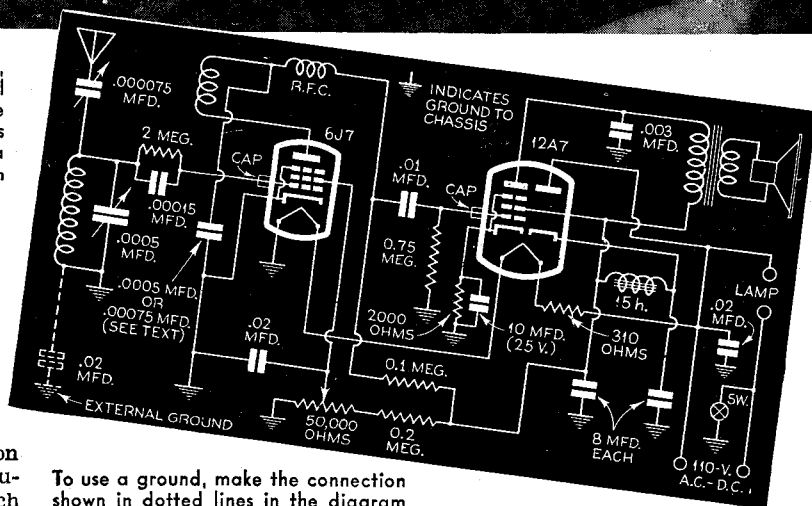 .000075
MFD.
R.F.C.
INDICATES
GROUND TO
CHASSIS
2 MEG.
6J7
12A7
.003
MFD.
CAP
.01
MFD.
CAP
.00015
MFD.
.0005
MFD.
0.75
MEG.
LAMP
.0005 MFD.
OR
.00075 MFD.
(SEE TEXT)
15 h.
.02
MFD.
2000
OHMS
10 MFD.
(25 V.)
310
OHMS
.02
MFD.
.02
MFD.
0.1 MEG.
SW.
EXTERNAL GROUND
50,000
OHMS
0.2
MEG.
8 MFD.
EACH
110-V.
A.C.-D.C.
on
u-
ch
To use a ground, make the connection
shown in dotted lines in the diagram